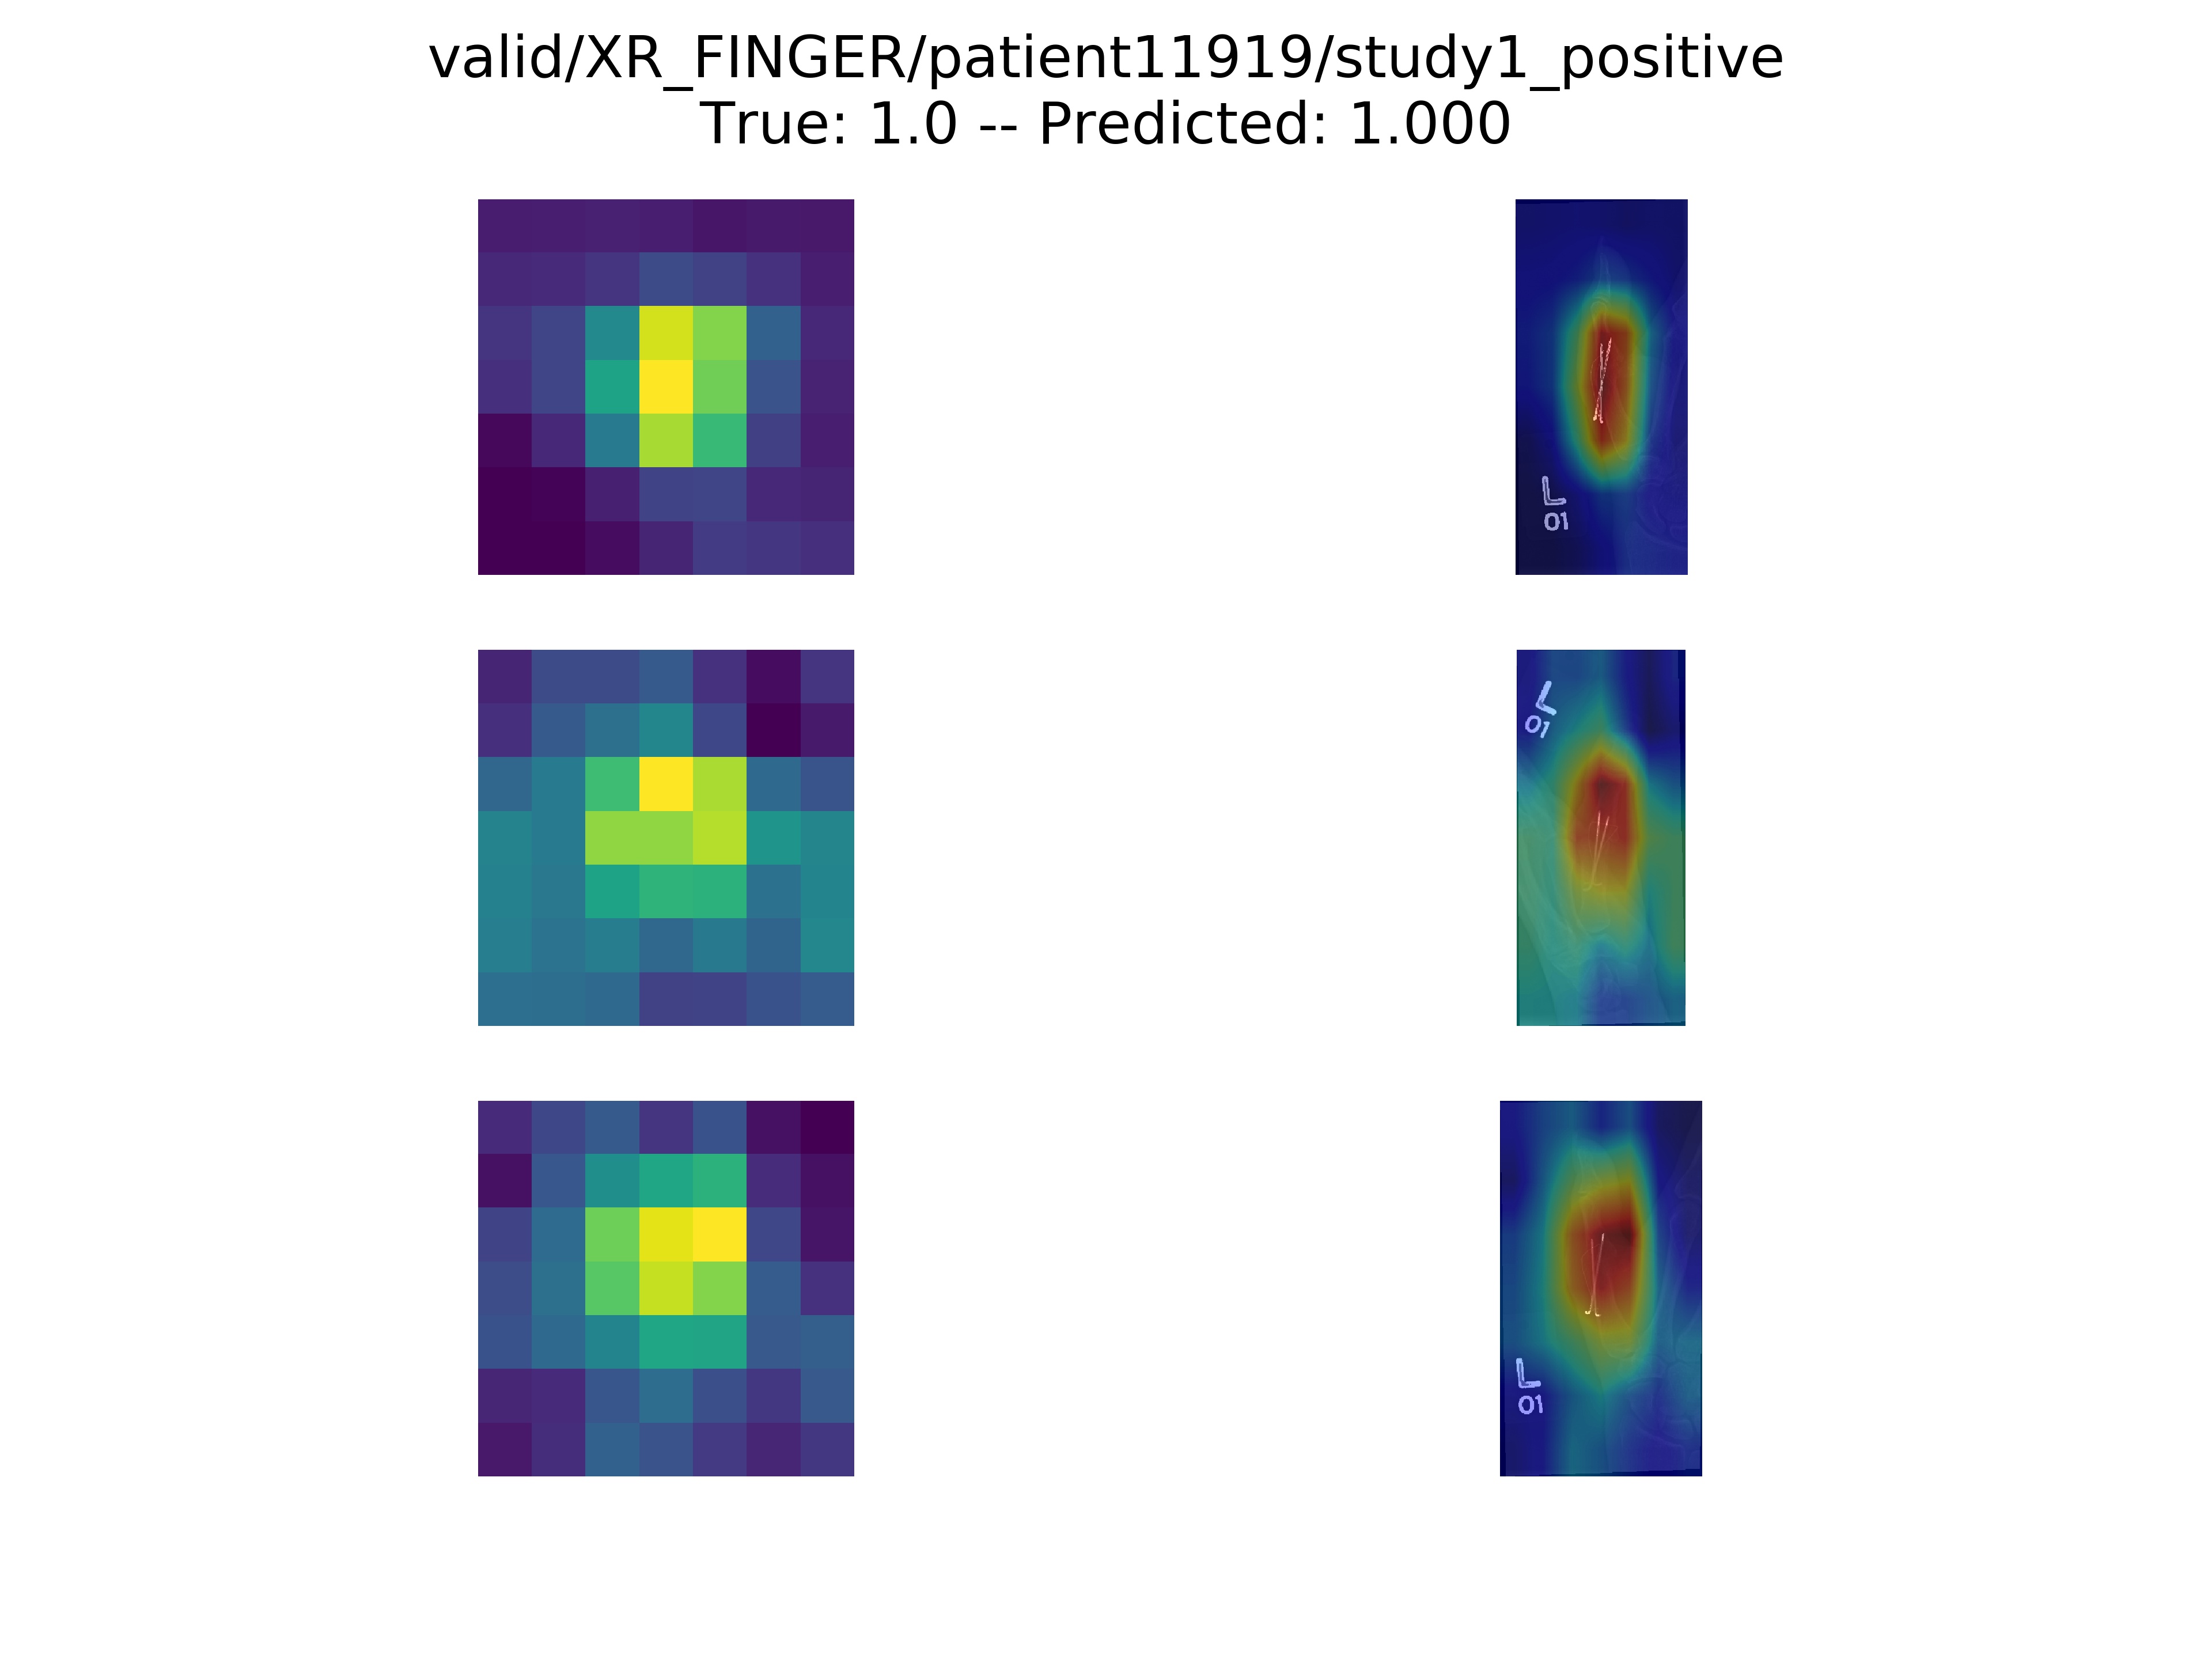 valid/XR_FINGER/patient11919/study1_positive
True: 1.0 -- Predicted: 1.000
L
01
L
01
L
01